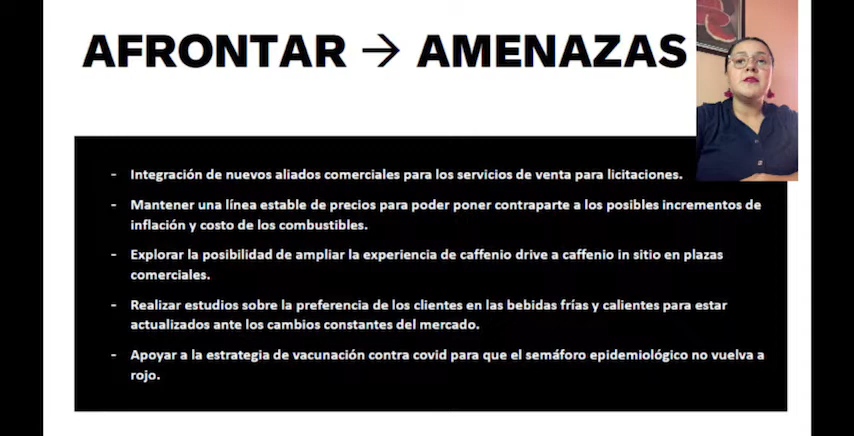 AFRONTAR → AMENAZAS
- Integración de nuevos aliados comerciales para los servicios de venta para licitaciones.
- Mantener una línea estable de precios para poder poner contraparte a los posibles incrementos de
inflación y costo de los combustibles.
- Explorar la posibilidad de ampliar la experiencia de caffenio drive a caffenio in sitio en plazas
comerciales.
- Realizar estudios sobre la preferencia de los clientes en las bebidas frías y calientes para estar
actualizados ante los cambios constantes del mercado.
- Apoyar a la estrategia de vacunación contra covid para que el semáforo epidemiológico no vuelva a
rojo.